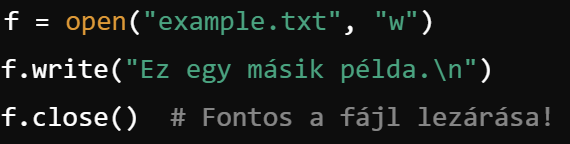 f = open("example.txt", "w")
f.write("Ez egy másik példa.\n")
f.close()  # Fontos a fájl lezárása!